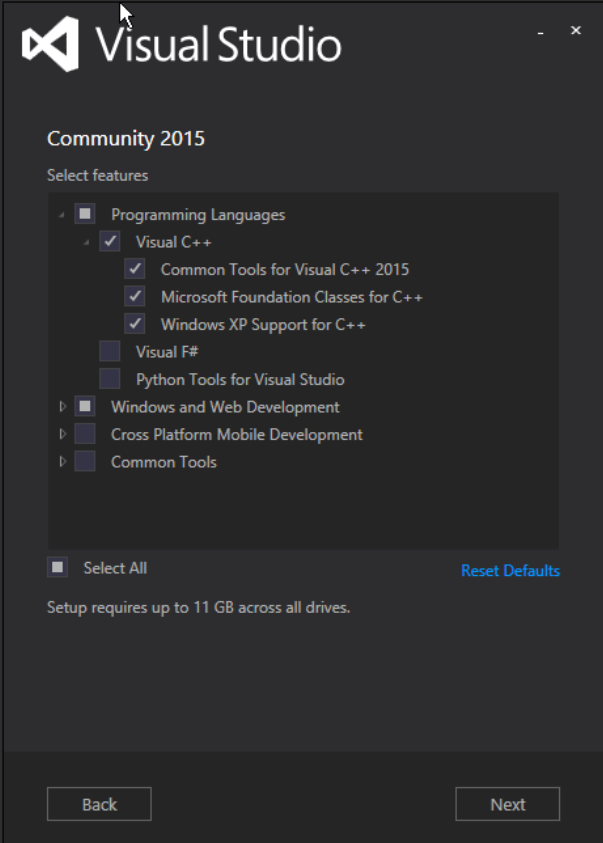 Visual Studio
Community 2015
Select features
Programming Languages
Visual C++
Common Tools for Visual C++ 2015
Microsoft Foundation Classes for C++
Windows XP Support for C++
Visual F#
Python Tools for Visual Studio
Windows and Web Development
Cross Platform Mobile Development
Common Tools
Select All
Reset Defaults
Setup requires up to 11 GB across all drives.
Back
Next